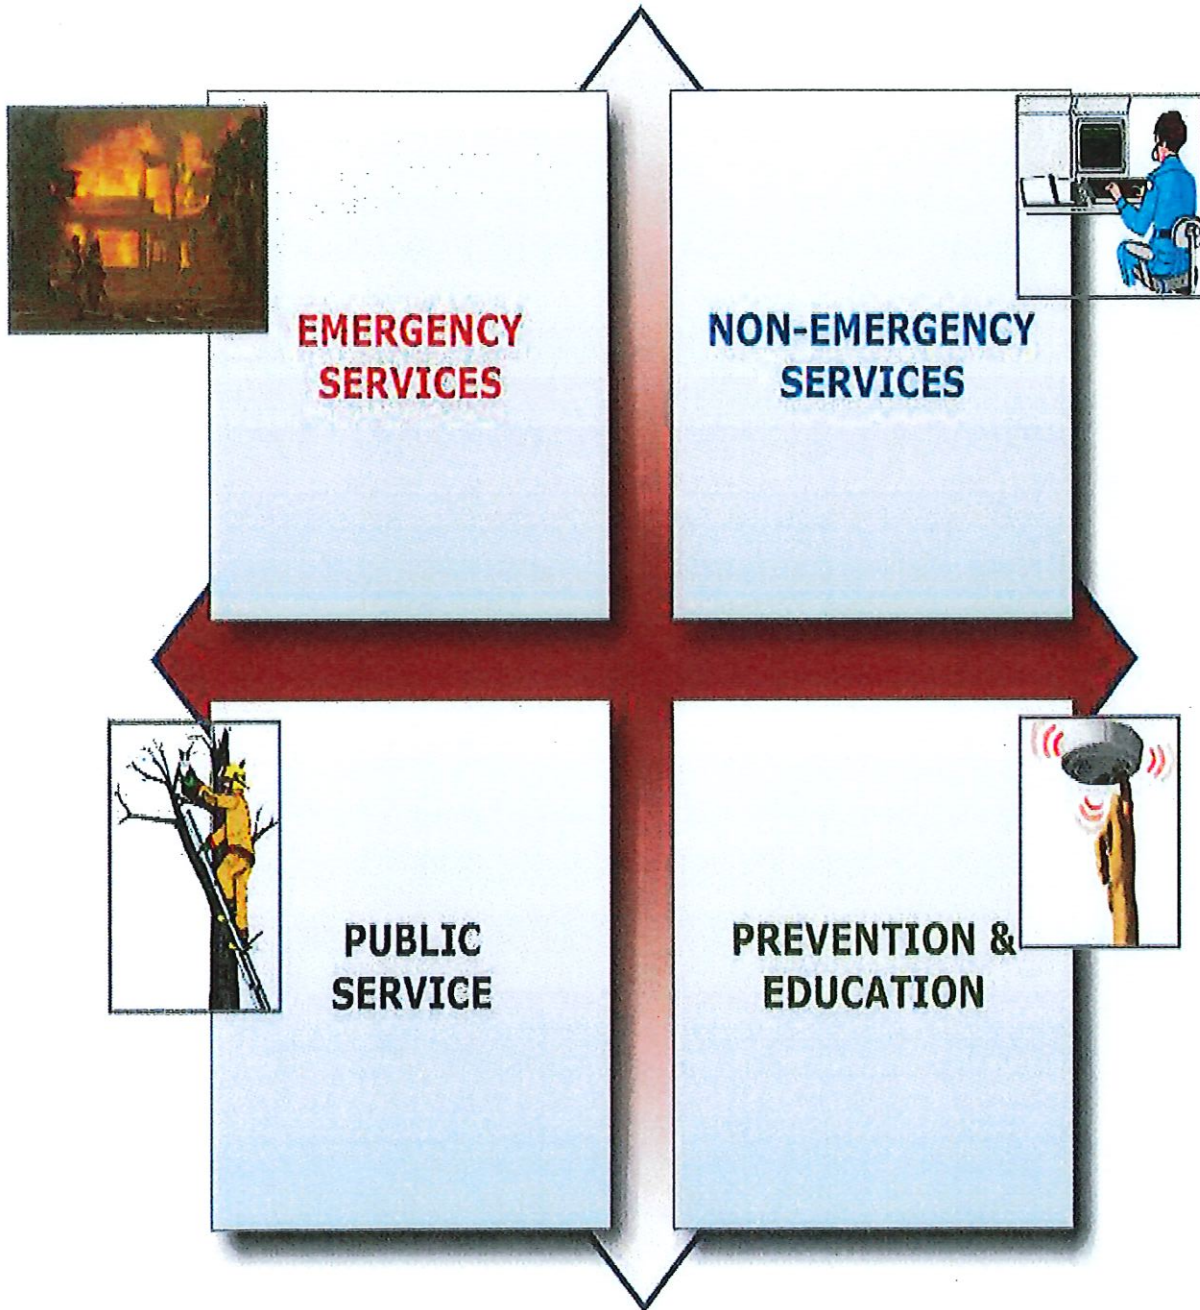 EMERGENCY
SERVICES
NON-EMERGENCY
SERVICES
PUBLIC
SERVICE
PREVENTION &
EDUCATION